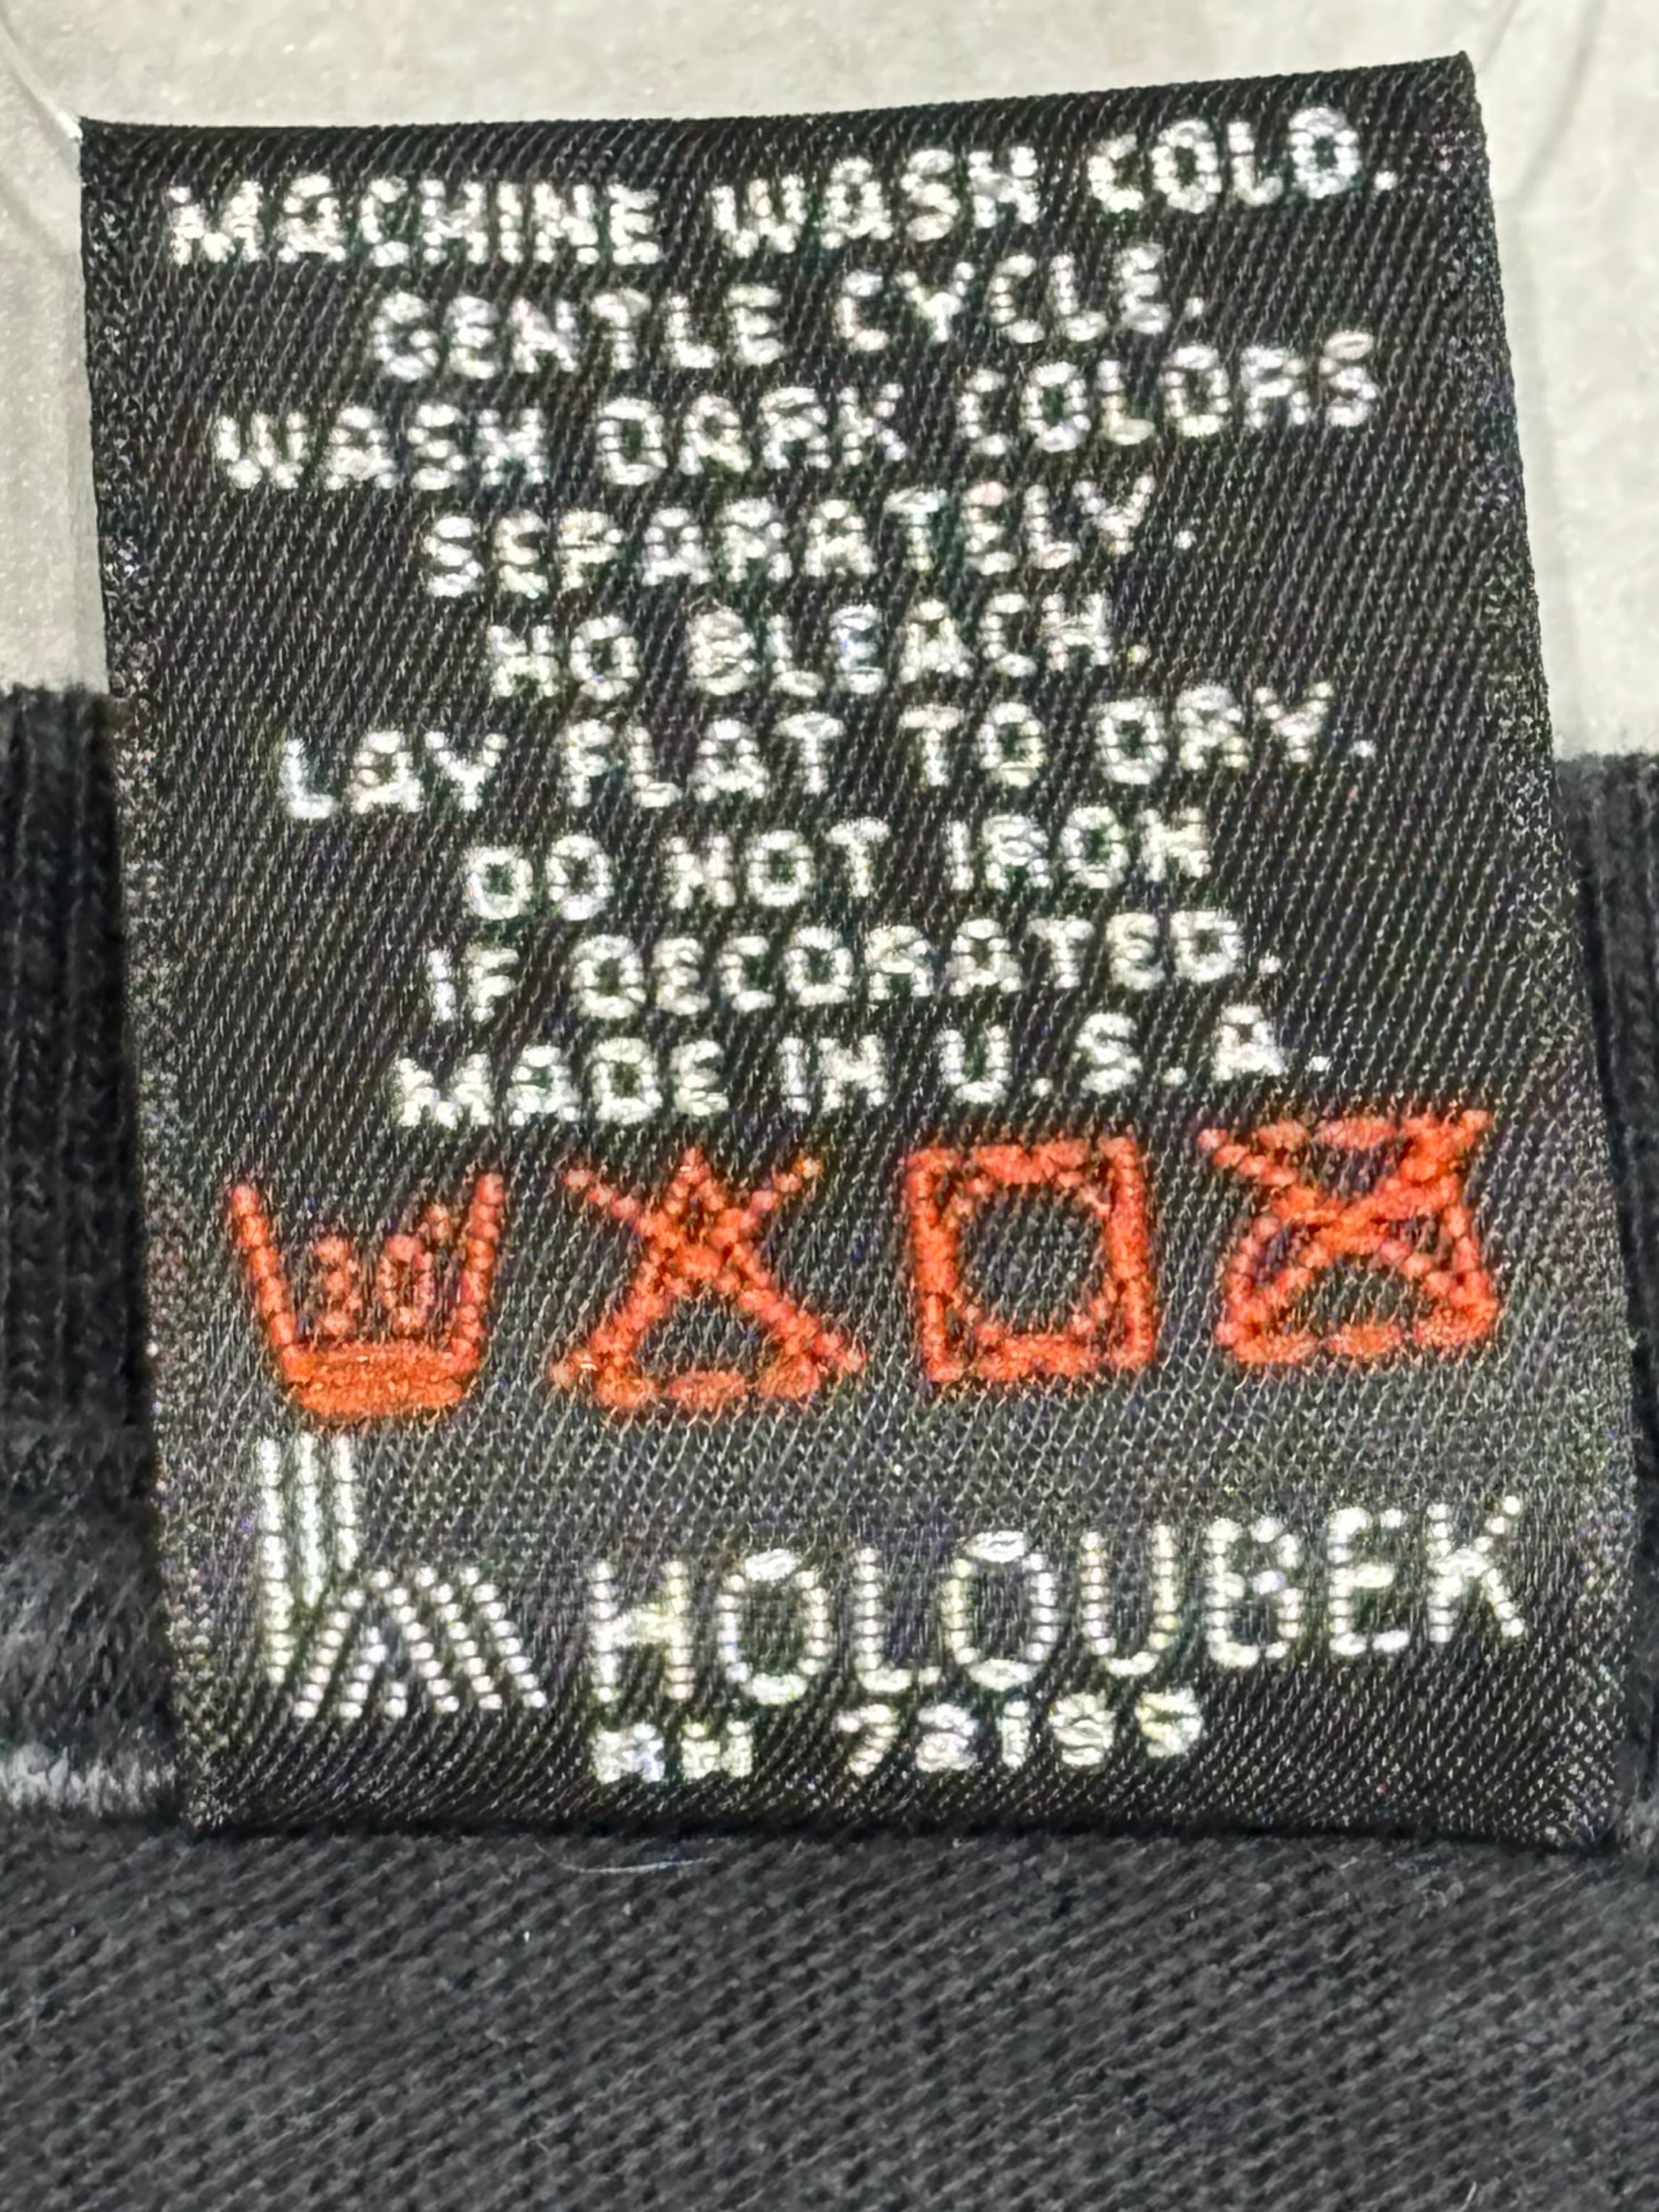 MACHINE WASH COLD.
GENTLE CYCLE.
WASH DARK COLORS
SEPARATELY.
NO BLEACH.
LAY FLAT TO DRY.
DO NOT IRON
IF DECORATED.
MADE IN U.S.A.
30
HOLOUBEK
RN 72199